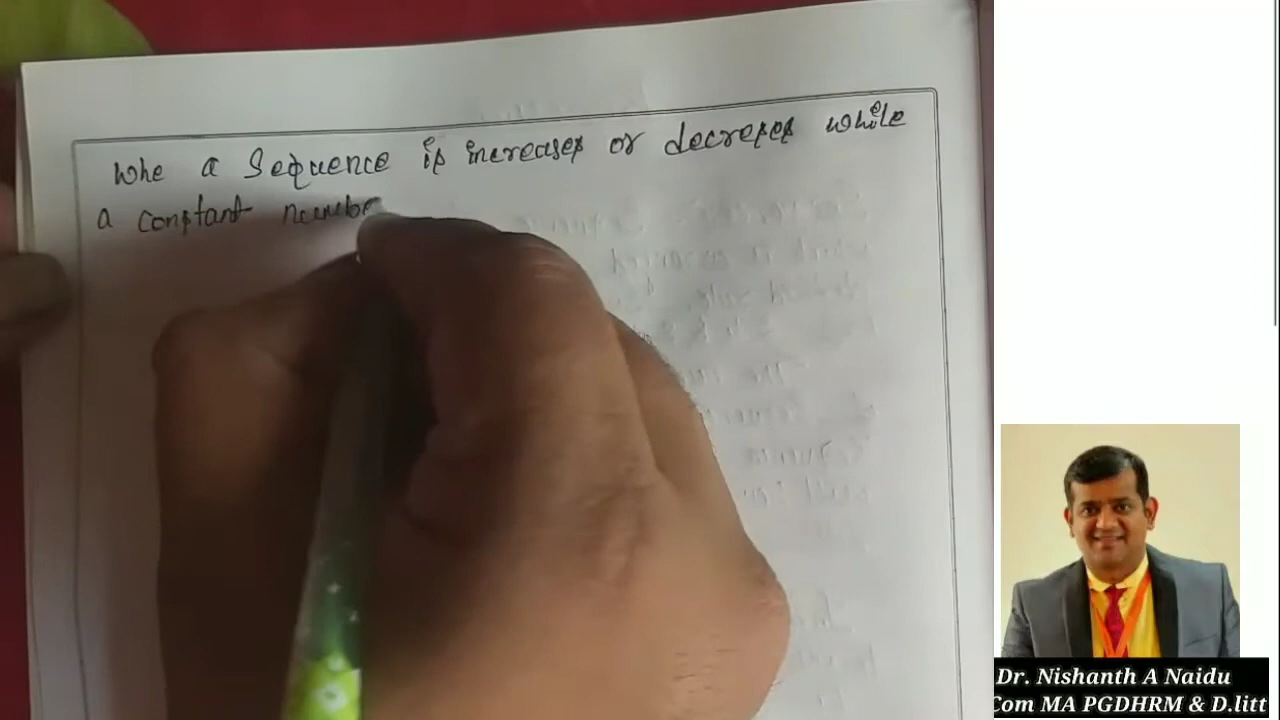 Whe a Sequence is increases or decreses while
a constant numbe
Dr. Nishanth A Naidu
Com MA PGDHRM & D.litt